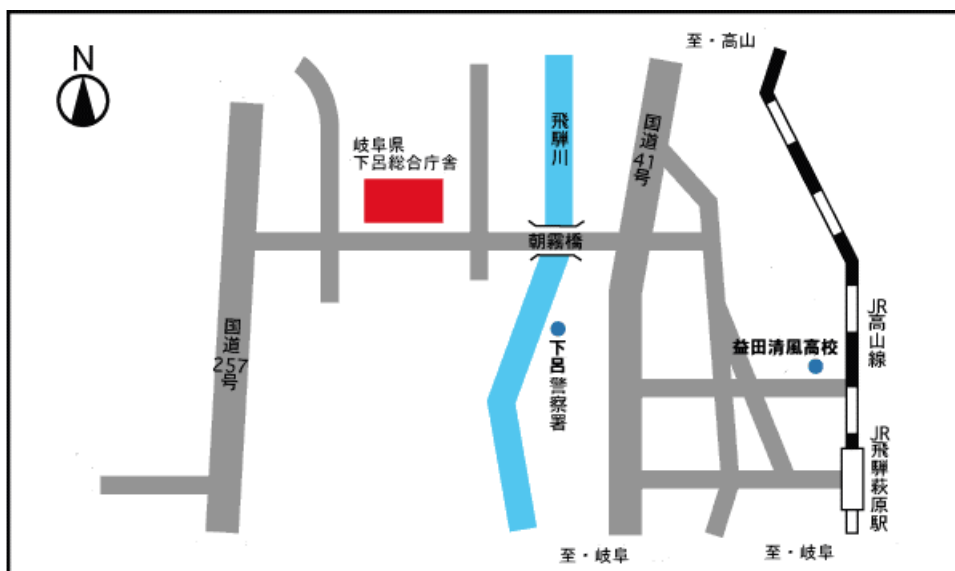 至・高山
N
岐阜県
下呂総合庁舎
飛騨川
国道41号
朝霧橋
国道257号
下呂警察署
益田清風高校
JR高山線
JR飛騨萩原駅
至・岐阜
至・岐阜